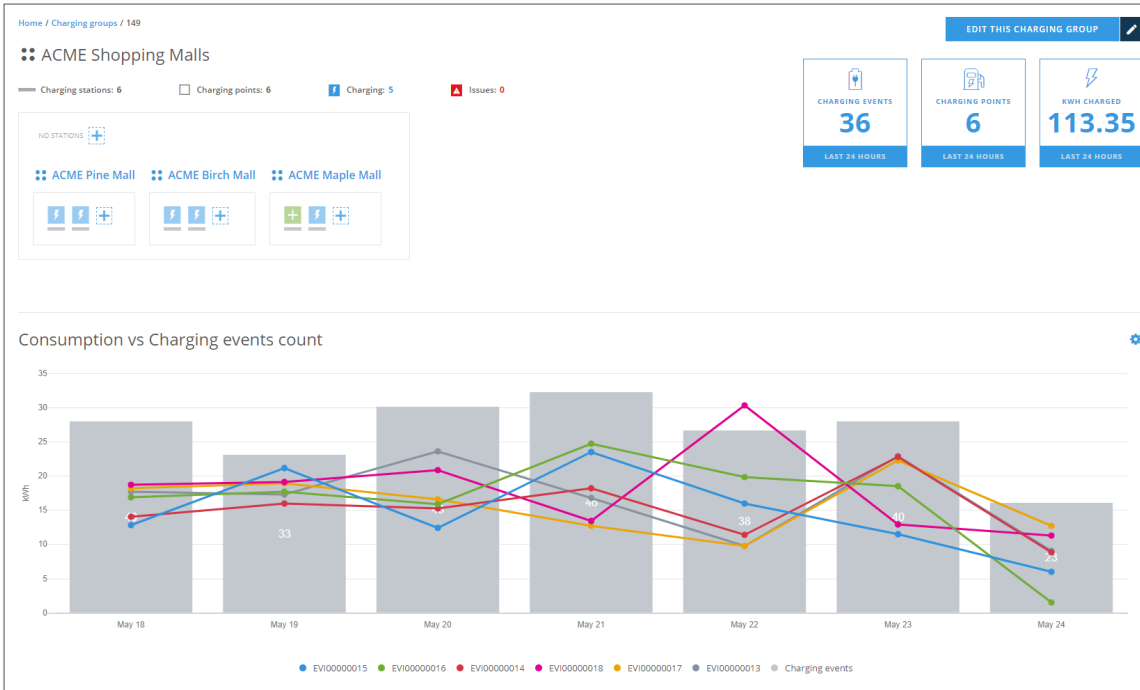 Home / Charging groups / 149
EDIT THIS CHARGING GROUP
ACME Shopping Malls
Charging stations: 6 Charging points: 6 Charging: 5 Issues: 0
CHARGING EVENTS
36
LAST 24 HOURS
CHARGING POINTS
6
LAST 24 HOURS
KWH CHARGED
113.35
LAST 24 HOURS
NO STATIONS
ACME Pine Mall ACME Birch Mall ACME Maple Mall
Consumption vs Charging events count
35
30
25
20
15
10
5
0
kWh
33
38
40
23
May 18 May 19 May 20 May 21 May 22 May 23 May 24
EVI00000015 EVI00000016 EVI00000014 EVI00000018 EVI00000017 EVI00000013 Charging events